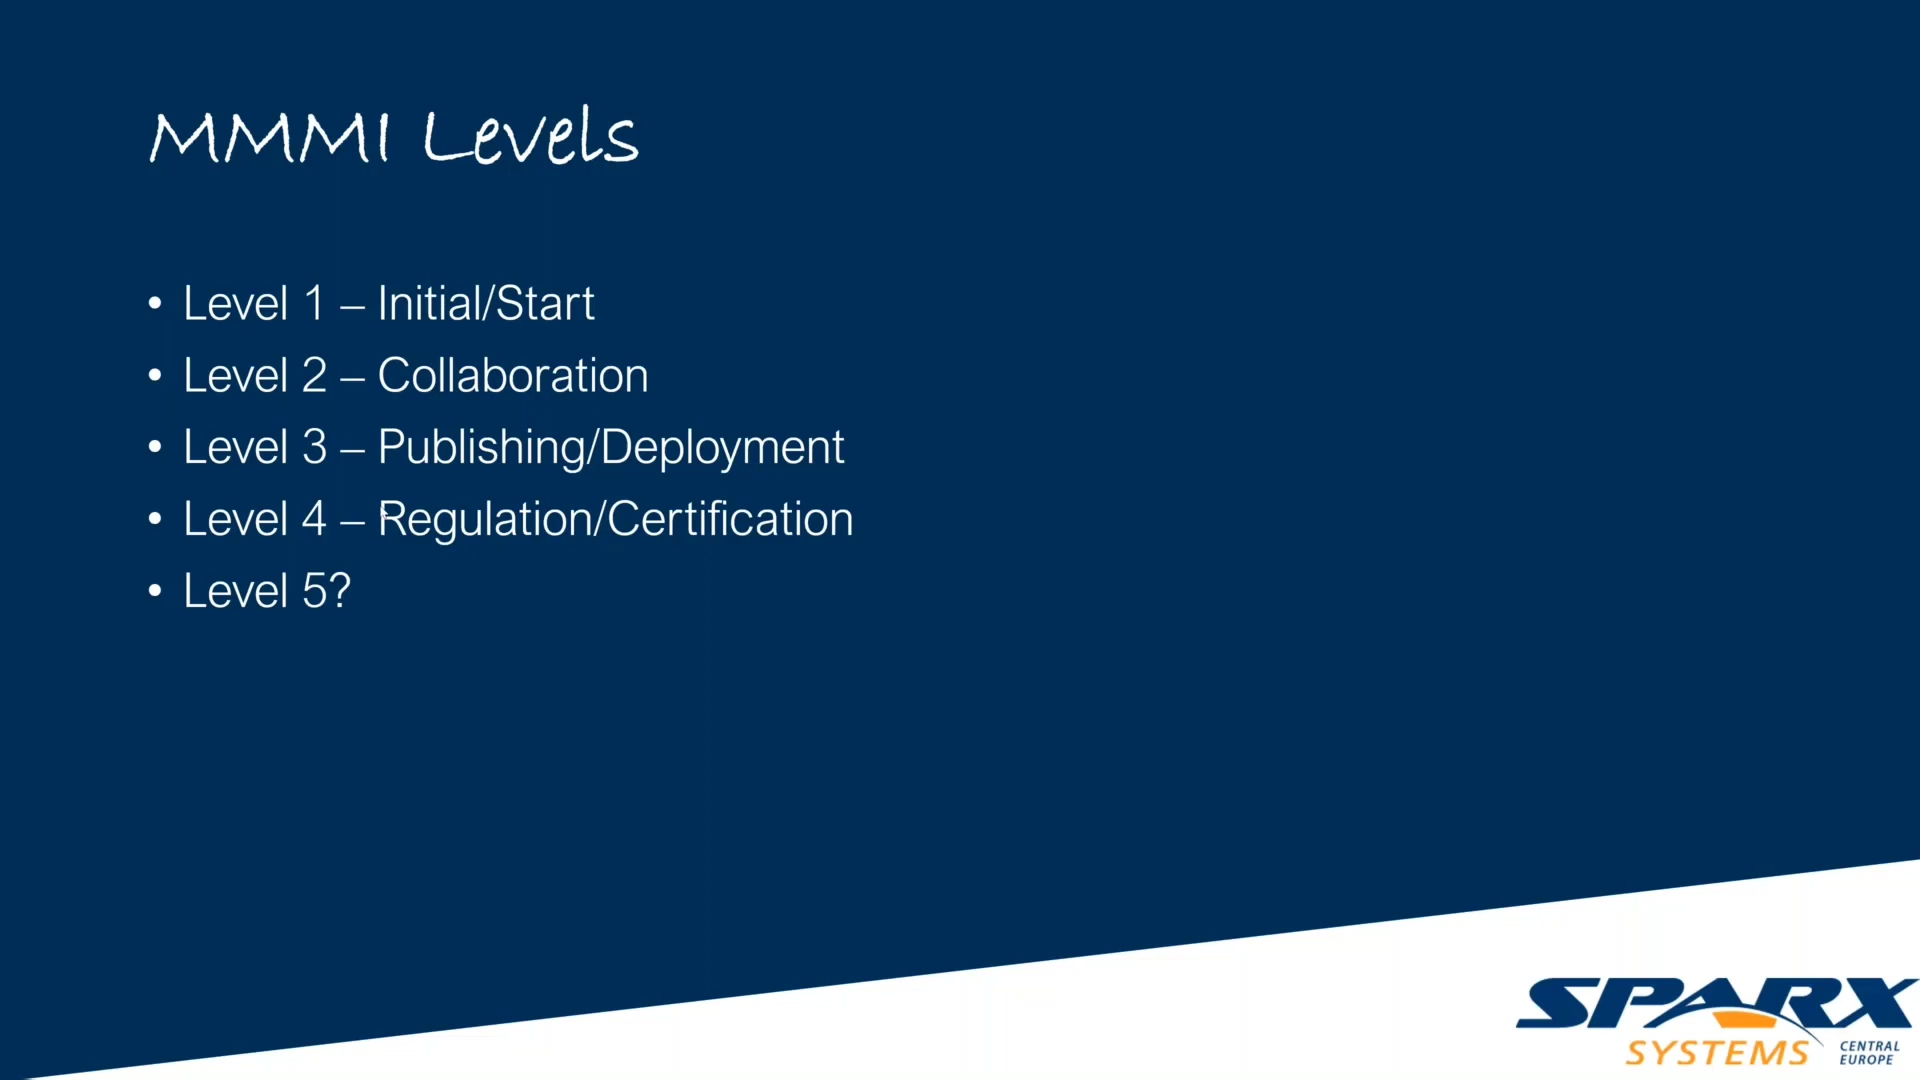 MMMI Levels
• Level 1 – Initial/Start
• Level 2 – Collaboration
• Level 3 – Publishing/Deployment
• Level 4 – Regulation/Certification
• Level 5?
SPARX
SYSTEMS CENTRAL
EUROPE